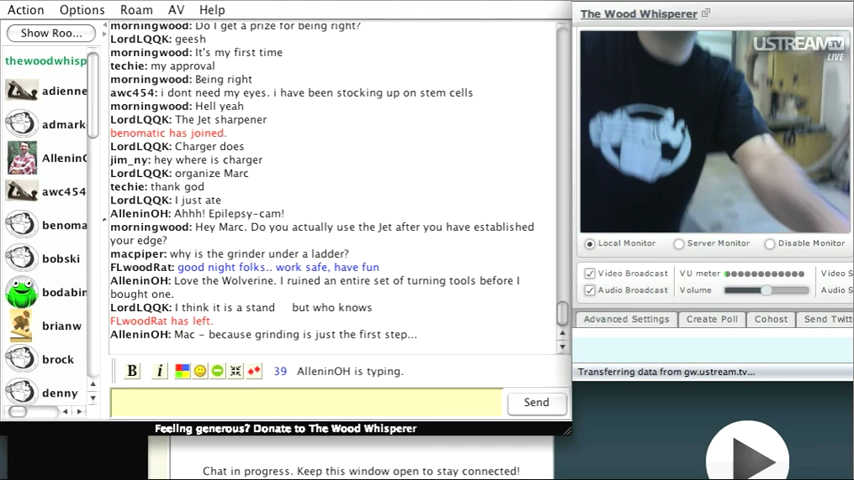 Action Options Roam AV Help
The Wood Whisperer
Show Roo...
thewoodwhisp
adienne
admark
AlleninO
awc454
benoma
bobski
bodabin
brianw
brock
denny
morningwood: Do I get a prize for being right?
LordLQQK: geesh
morningwood: It's my first time
techie: my approval
morningwood: Being right
awc454: i dont need my eyes. i have been stocking up on stem cells
morningwood: Hell yeah
LordLQQK: The Jet sharpener
benomatic has joined.
LordLQQK: Charger does
jim_ny: hey where is charger
LordLQQK: organize Marc
techie: thank god
LordLQQK: I just ate
AlleninOH: Ahhh! Epilepsy-cam!
morningwood: Hey Marc. Do you actually use the Jet after you have established
your edge?
macpiper: why is the grinder under a ladder?
FLwoodRat: good night folks.. work safe, have fun
AlleninOH: Love the Wolverine. I ruined an entire set of turning tools before I
bought one.
LordLQQK: I think it is a stand but who knows
FLwoodRat has left.
AlleninOH: Mac - because grinding is just the first step...
B i 39 AlleninOH is typing.
Send
Feeling generous? Donate to The Wood Whisperer
Chat in progress. Keep this window open to stay connected!
USTREAM.TV
LIVE
Local Monitor Server Monitor Disable Monitor
Video Broadcast VU meter Video S
Audio Broadcast Volume Audio S
Advanced Settings Create Poll Cohost Send Twitt
Transferring data from gw.ustream.tv...